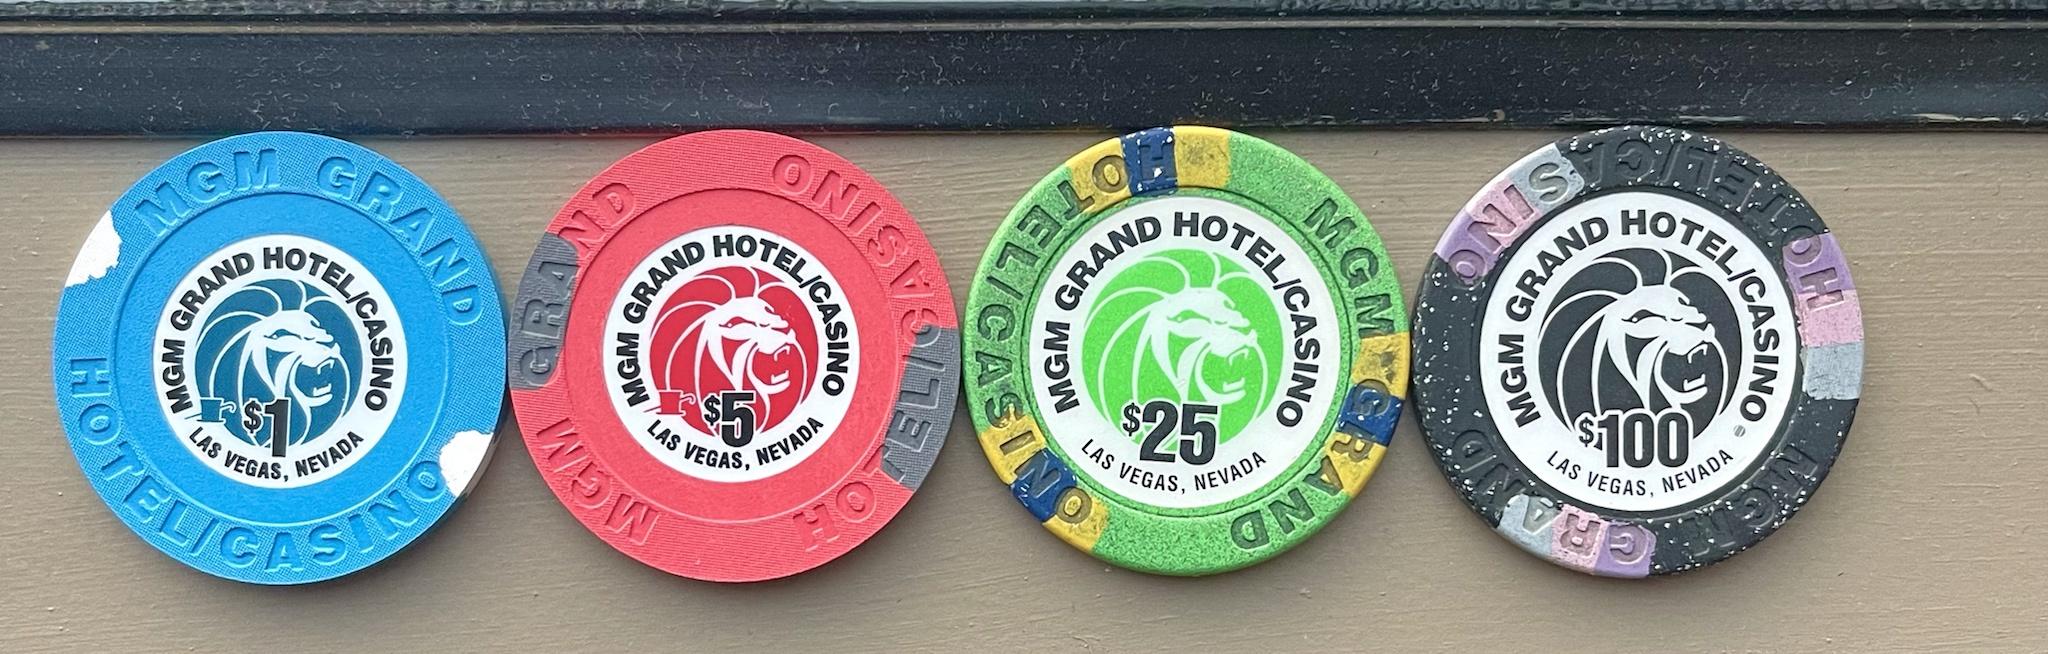 MGM GRAND
HOTEL/CASINO
MGM GRAND HOTEL/CASINO
$1
LAS VEGAS, NEVADA
MGM GRAND
HOTEL/CASINO
MGM GRAND HOTEL/CASINO
$5
LAS VEGAS, NEVADA
MGM GRAND
HOTEL/CASINO
MGM GRAND HOTEL/CASINO
$25
LAS VEGAS, NEVADA
MGM GRAND
HOTEL/CASINO
MGM GRAND HOTEL/CASINO
$100
LAS VEGAS, NEVADA